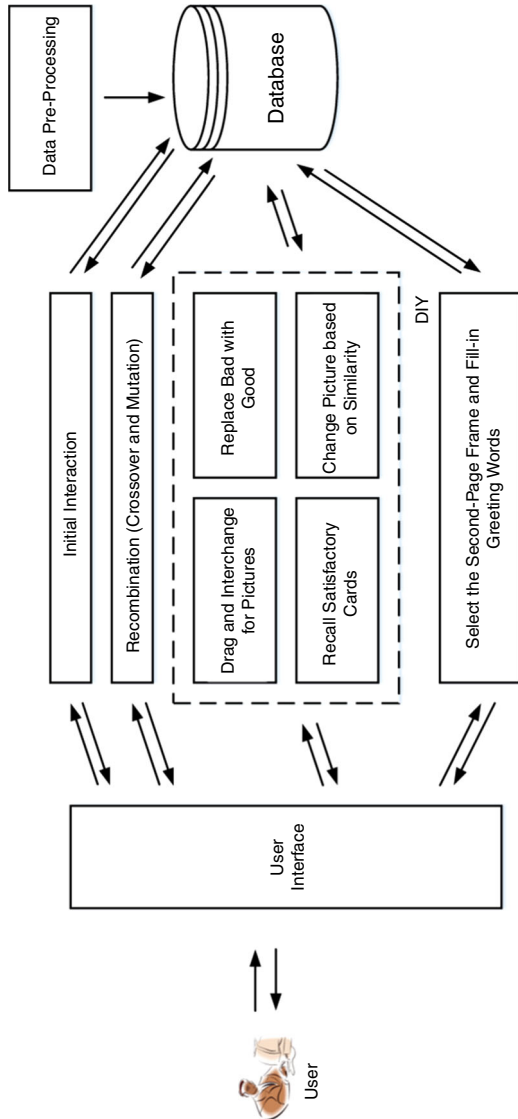 Data Pre-Processing
Database
Initial Interaction
Recombination (Crossover and Mutation)
Drag and Interchange
for Pictures
Replace Bad with
Good
Recall Satisfactory
Cards
Change Picture based
on Similarity
DIY
Select the Second-Page Frame and Fill-in
Greeting Words
User
Interface
User